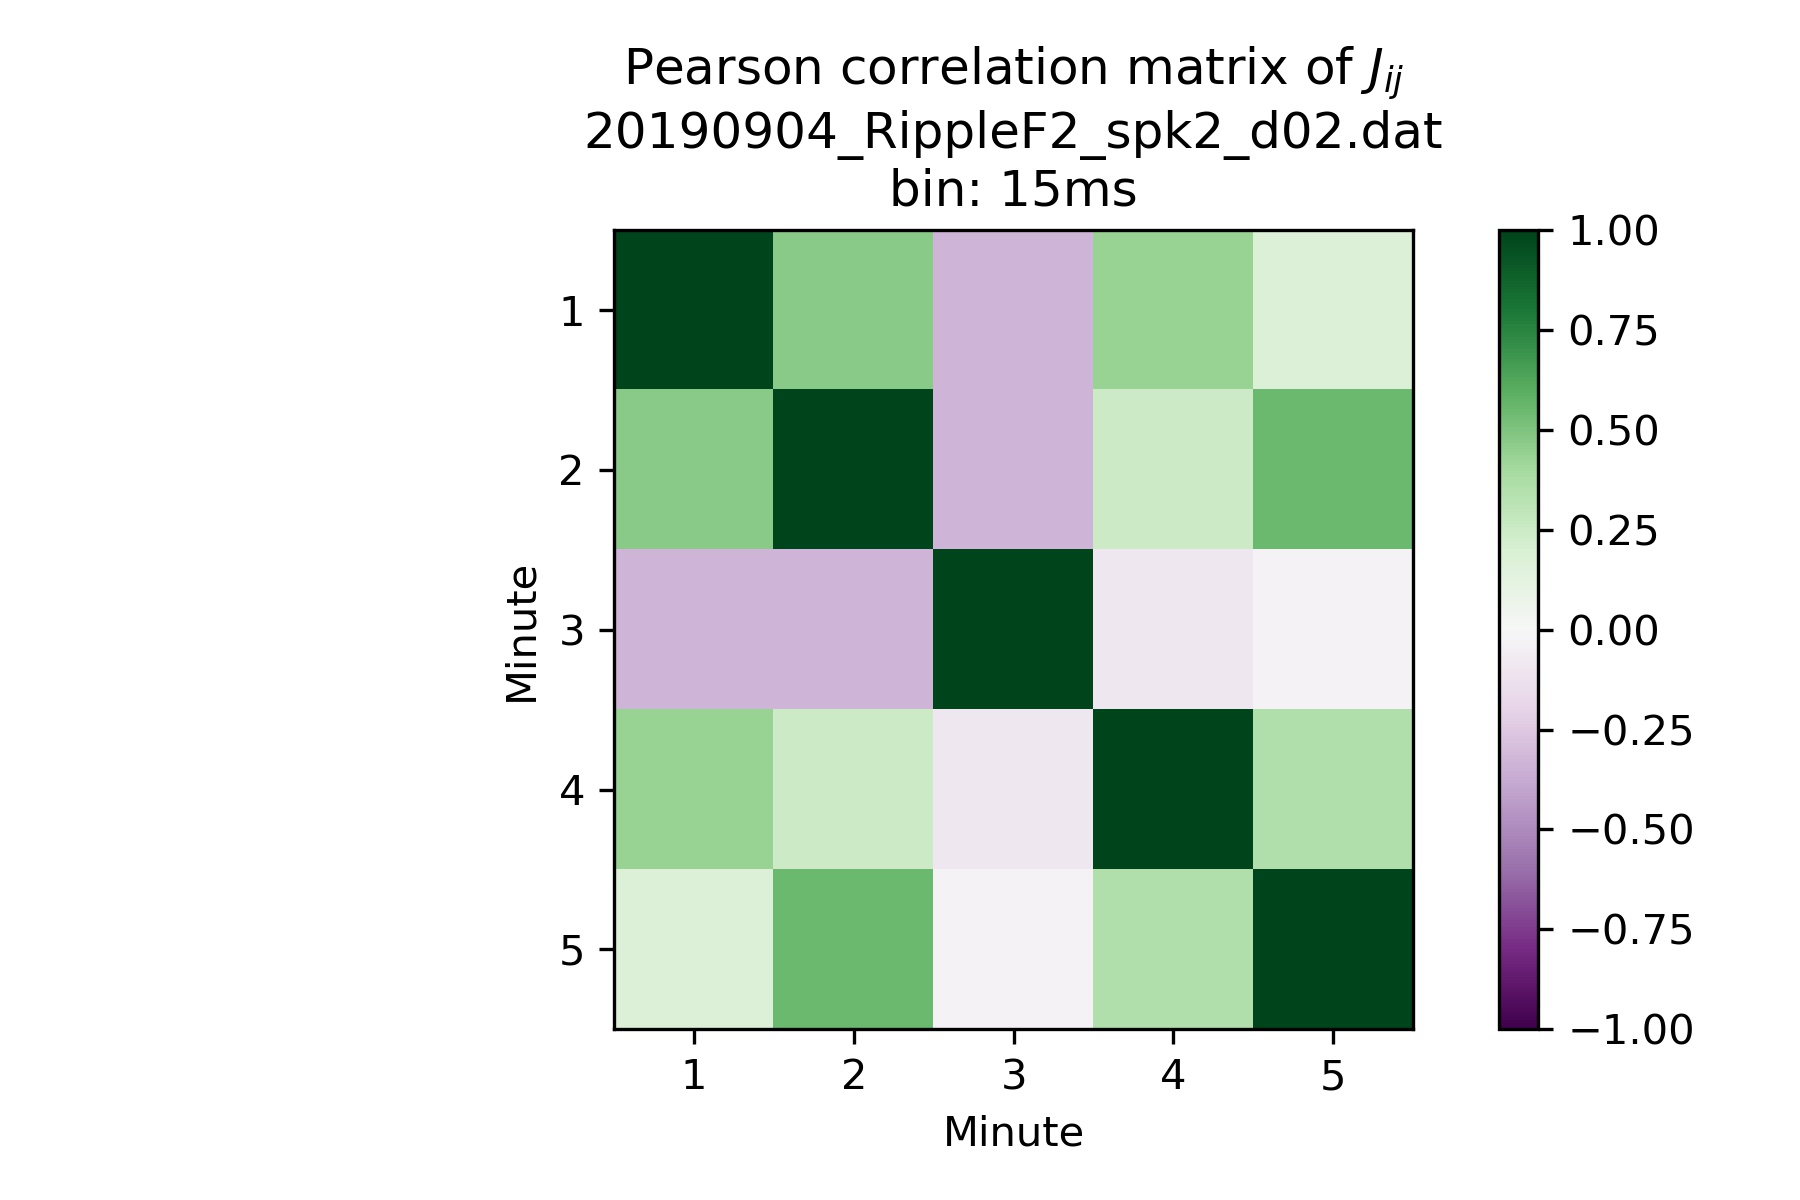 Pearson correlation matrix of J_ij
20190904_RippleF2_spk2_d02.dat
bin: 15ms
1
2
3
4
5
Minute
1 2 3 4 5
Minute
1.00
0.75
0.50
0.25
0.00
−0.25
−0.50
−0.75
−1.00